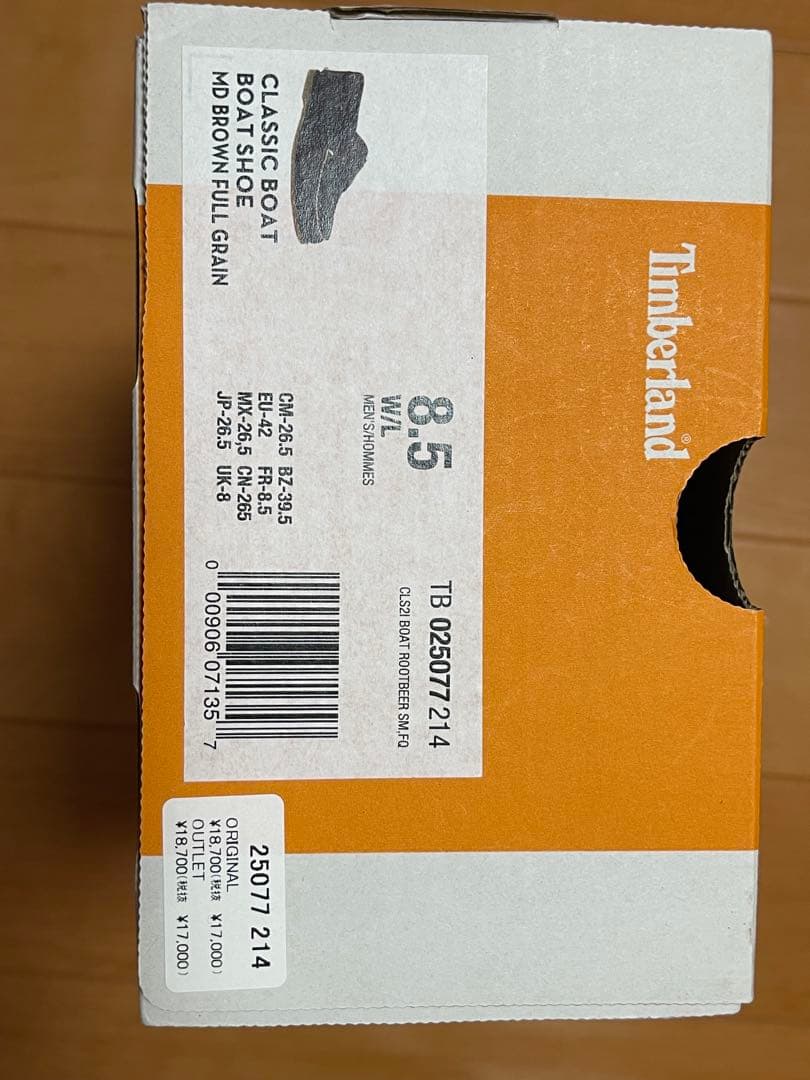 Timberland®
CLASSIC BOAT
BOAT SHOE
MD BROWN FULL GRAIN
8.5
W/L
MEN'S/HOMMES
CM-26.5 BZ-39.5
EU-42 FR-8.5
MX-26,5 CN-265
JP-26.5 UK-8
TB 025077 214
CLS2I BOAT ROOTBEER SM,FQ
0 00906 07135 7
25077 214
ORIGINAL
¥18,700(税抜 ¥17,000)
OUTLET
¥18,700(税抜 ¥17,000)